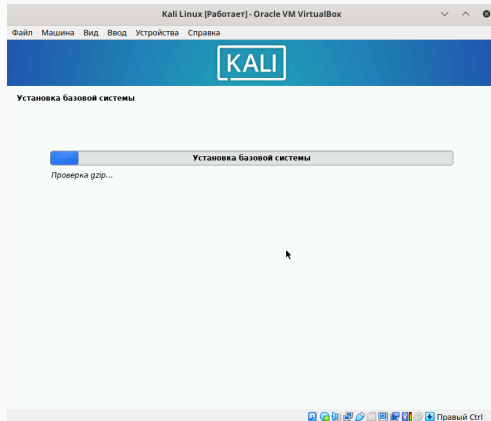 Kali Linux [Работает] - Oracle VM VirtualBox
Файл Машина Вид Ввод Устройства Справка
KALI
Установка базовой системы
Установка базовой системы
Проверка gzip...
Правый Ctrl